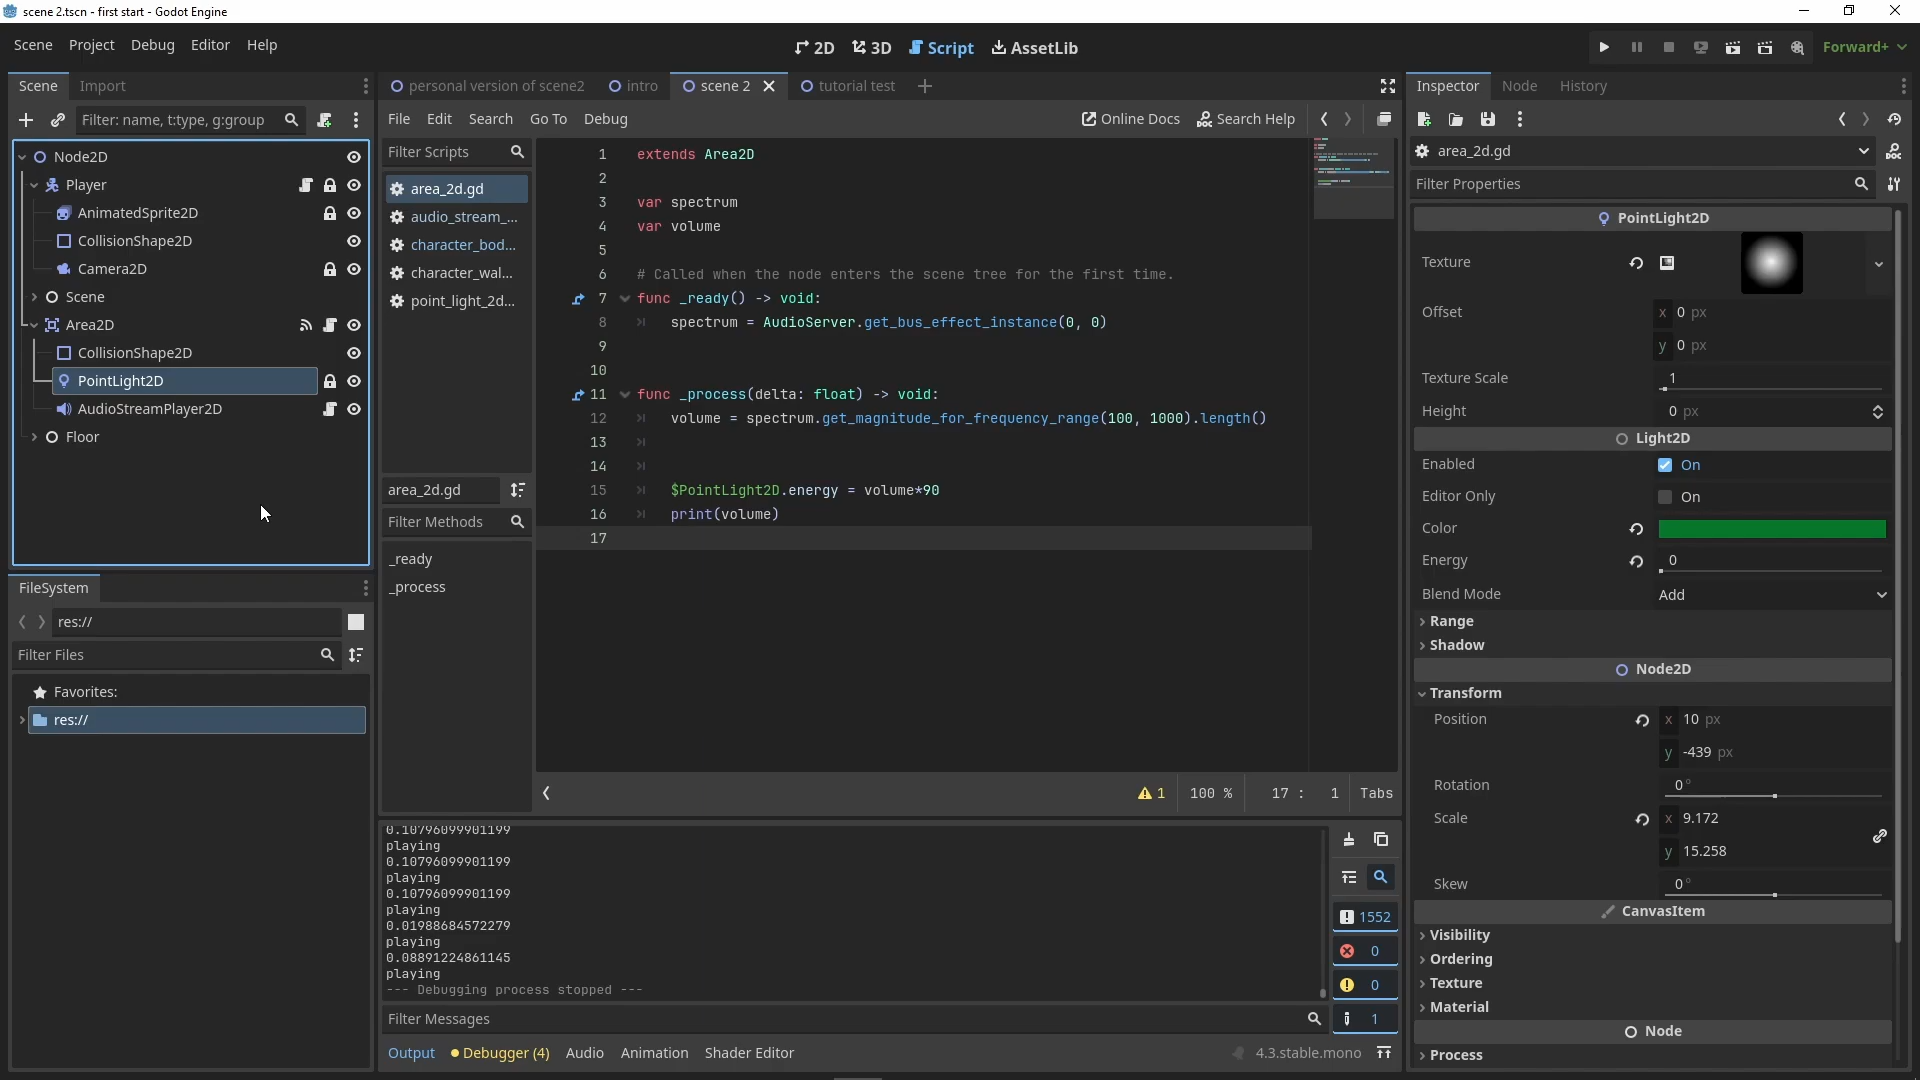 scene 2.tscn - first start - Godot Engine
Scene Project Debug Editor Help
2D 3D Script AssetLib
Forward+
Scene Import
Filter: name, t:type, g:group
Node2D
Player
AnimatedSprite2D
CollisionShape2D
Camera2D
Scene
Area2D
CollisionShape2D
PointLight2D
AudioStreamPlayer2D
Floor
FileSystem
res://
Filter Files
Favorites:
res://
personal version of scene2 intro scene 2 tutorial test
File Edit Search Go To Debug
Online Docs Search Help
Filter Scripts
area_2d.gd
audio_stream_...
character_bod...
character_wal...
point_light_2d...
area_2d.gd
Filter Methods
_ready
_process
1 extends Area2D
2
3 var spectrum
4 var volume
5
6 # Called when the node enters the scene tree for the first time.
7 func _ready() -> void:
8 spectrum = AudioServer.get_bus_effect_instance(0, 0)
9
10
11 func _process(delta: float) -> void:
12 volume = spectrum.get_magnitude_for_frequency_range(100, 1000).length()
13
14
15 $PointLight2D.energy = volume*90
16 print(volume)
17
1 100 % 17 : 1 Tabs
0.10796099901199
playing
0.10796099901199
playing
0.10796099901199
playing
0.01988684572279
playing
0.08891224861145
playing
--- Debugging process stopped ---
1552
0
0
1
Filter Messages
Output Debugger (4) Audio Animation Shader Editor
4.3.stable.mono
Inspector Node History
area_2d.gd
Filter Properties
PointLight2D
Texture
Offset x 0 px
y 0 px
Texture Scale 1
Height 0 px
Light2D
Enabled On
Editor Only On
Color
Energy 0
Blend Mode Add
Range
Shadow
Node2D
Transform
Position x 10 px
y -439 px
Rotation 0 °
Scale x 9.172
y 15.258
Skew 0 °
CanvasItem
Visibility
Ordering
Texture
Material
Node
Process